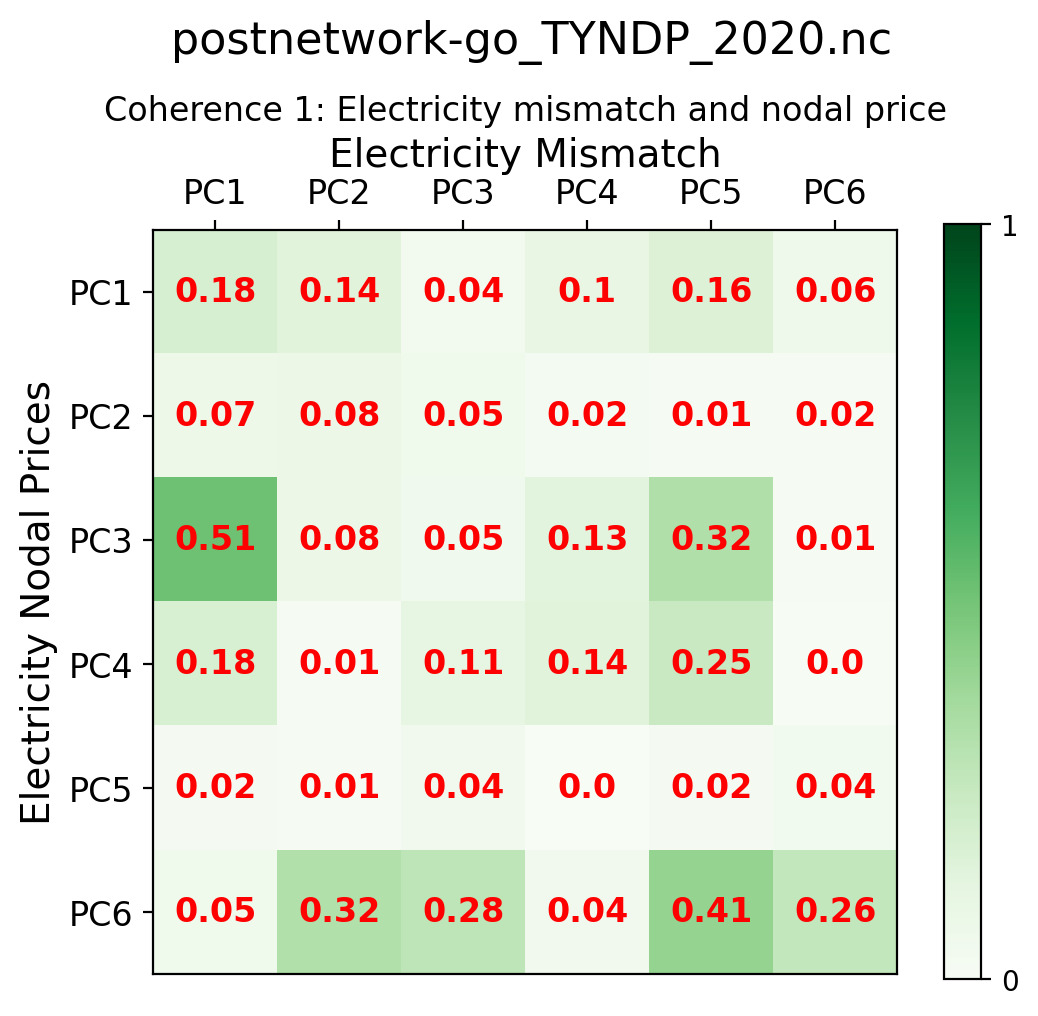 postnetwork-go_TYNDP_2020.nc
Coherence 1: Electricity mismatch and nodal price
Electricity Mismatch
PC1 PC2 PC3 PC4 PC5 PC6
Electricity Nodal Prices
PC1 0.18 0.14 0.04 0.1 0.16 0.06
PC2 0.07 0.08 0.05 0.02 0.01 0.02
PC3 0.51 0.08 0.05 0.13 0.32 0.01
PC4 0.18 0.01 0.11 0.14 0.25 0.0
PC5 0.02 0.01 0.04 0.0 0.02 0.04
PC6 0.05 0.32 0.28 0.04 0.41 0.26
1
0